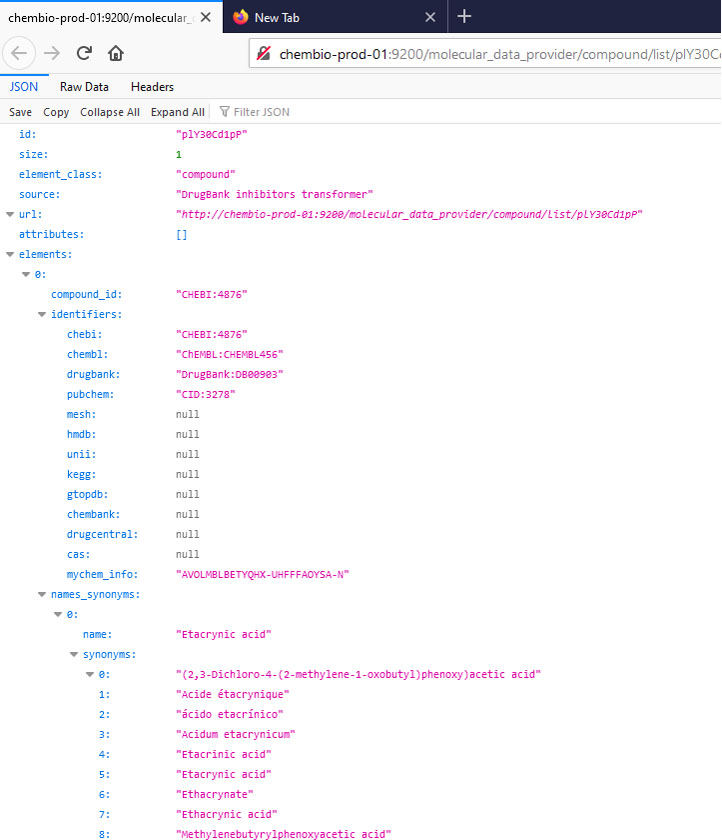 chembio-prod-01:9200/molecular_c
New Tab
chembio-prod-01:9200/molecular_data_provider/compound/list/plY30C
JSON Raw Data Headers
Save Copy Collapse All Expand All Filter JSON
id: "plY30Cd1pP"
size: 1
element_class: "compound"
source: "DrugBank inhibitors transformer"
url: "http://chembio-prod-01:9200/molecular_data_provider/compound/list/plY30Cd1pP"
attributes: []
elements:
0:
compound_id: "CHEBI:4876"
identifiers:
chebi: "CHEBI:4876"
chembl: "ChEMBL:CHEMBL456"
drugbank: "DrugBank:DB00903"
pubchem: "CID:3278"
mesh: null
hmdb: null
unii: null
kegg: null
gtopdb: null
chembank: null
drugcentral: null
cas: null
mychem_info: "AVOLMBLBETYQHX-UHFFFAOYSA-N"
names_synonyms:
0:
name: "Etacrynic acid"
synonyms:
0: "(2,3-Dichloro-4-(2-methylene-1-oxobutyl)phenoxy)acetic acid"
1: "Acide étacrynique"
2: "ácido etacrínico"
3: "Acidum etacrynicum"
4: "Etacrinic acid"
5: "Etacrynic acid"
6: "Ethacrynate"
7: "Ethacrynic acid"
8: "Methylenebutyrylphenoxyacetic acid"